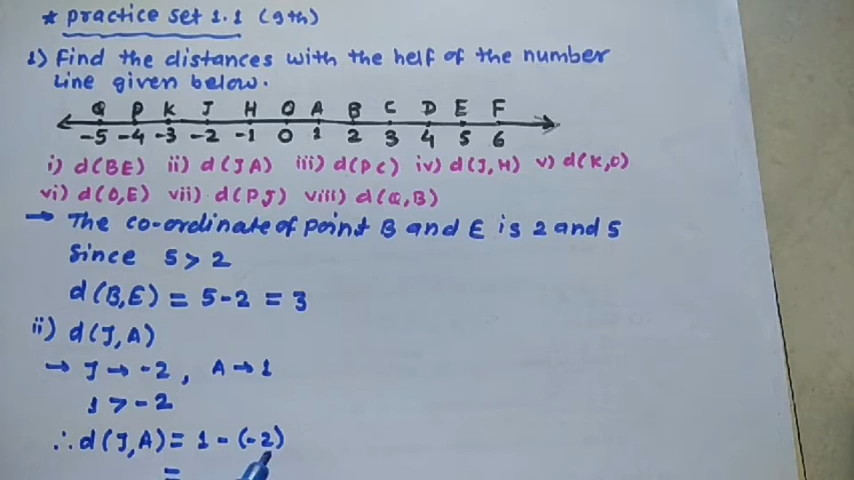 * practice set 1.1 (9th)
1) Find the distances with the help of the number
line given below.
Q P K J H O A B C D E F
-5 -4 -3 -2 -1 0 1 2 3 4 5 6
i) d(BE) ii) d(JA) iii) d(PC) iv) d(J,H) v) d(K,O)
vi) d(O,E) vii) d(PJ) viii) d(Q,B)
→ The co-ordinate of point B and E is 2 and 5
Since 5 > 2
d(B,E) = 5-2 = 3
ii) d(J,A)
→ J → -2, A → 1
1 > -2
∴ d(J,A) = 1 - (-2)
=